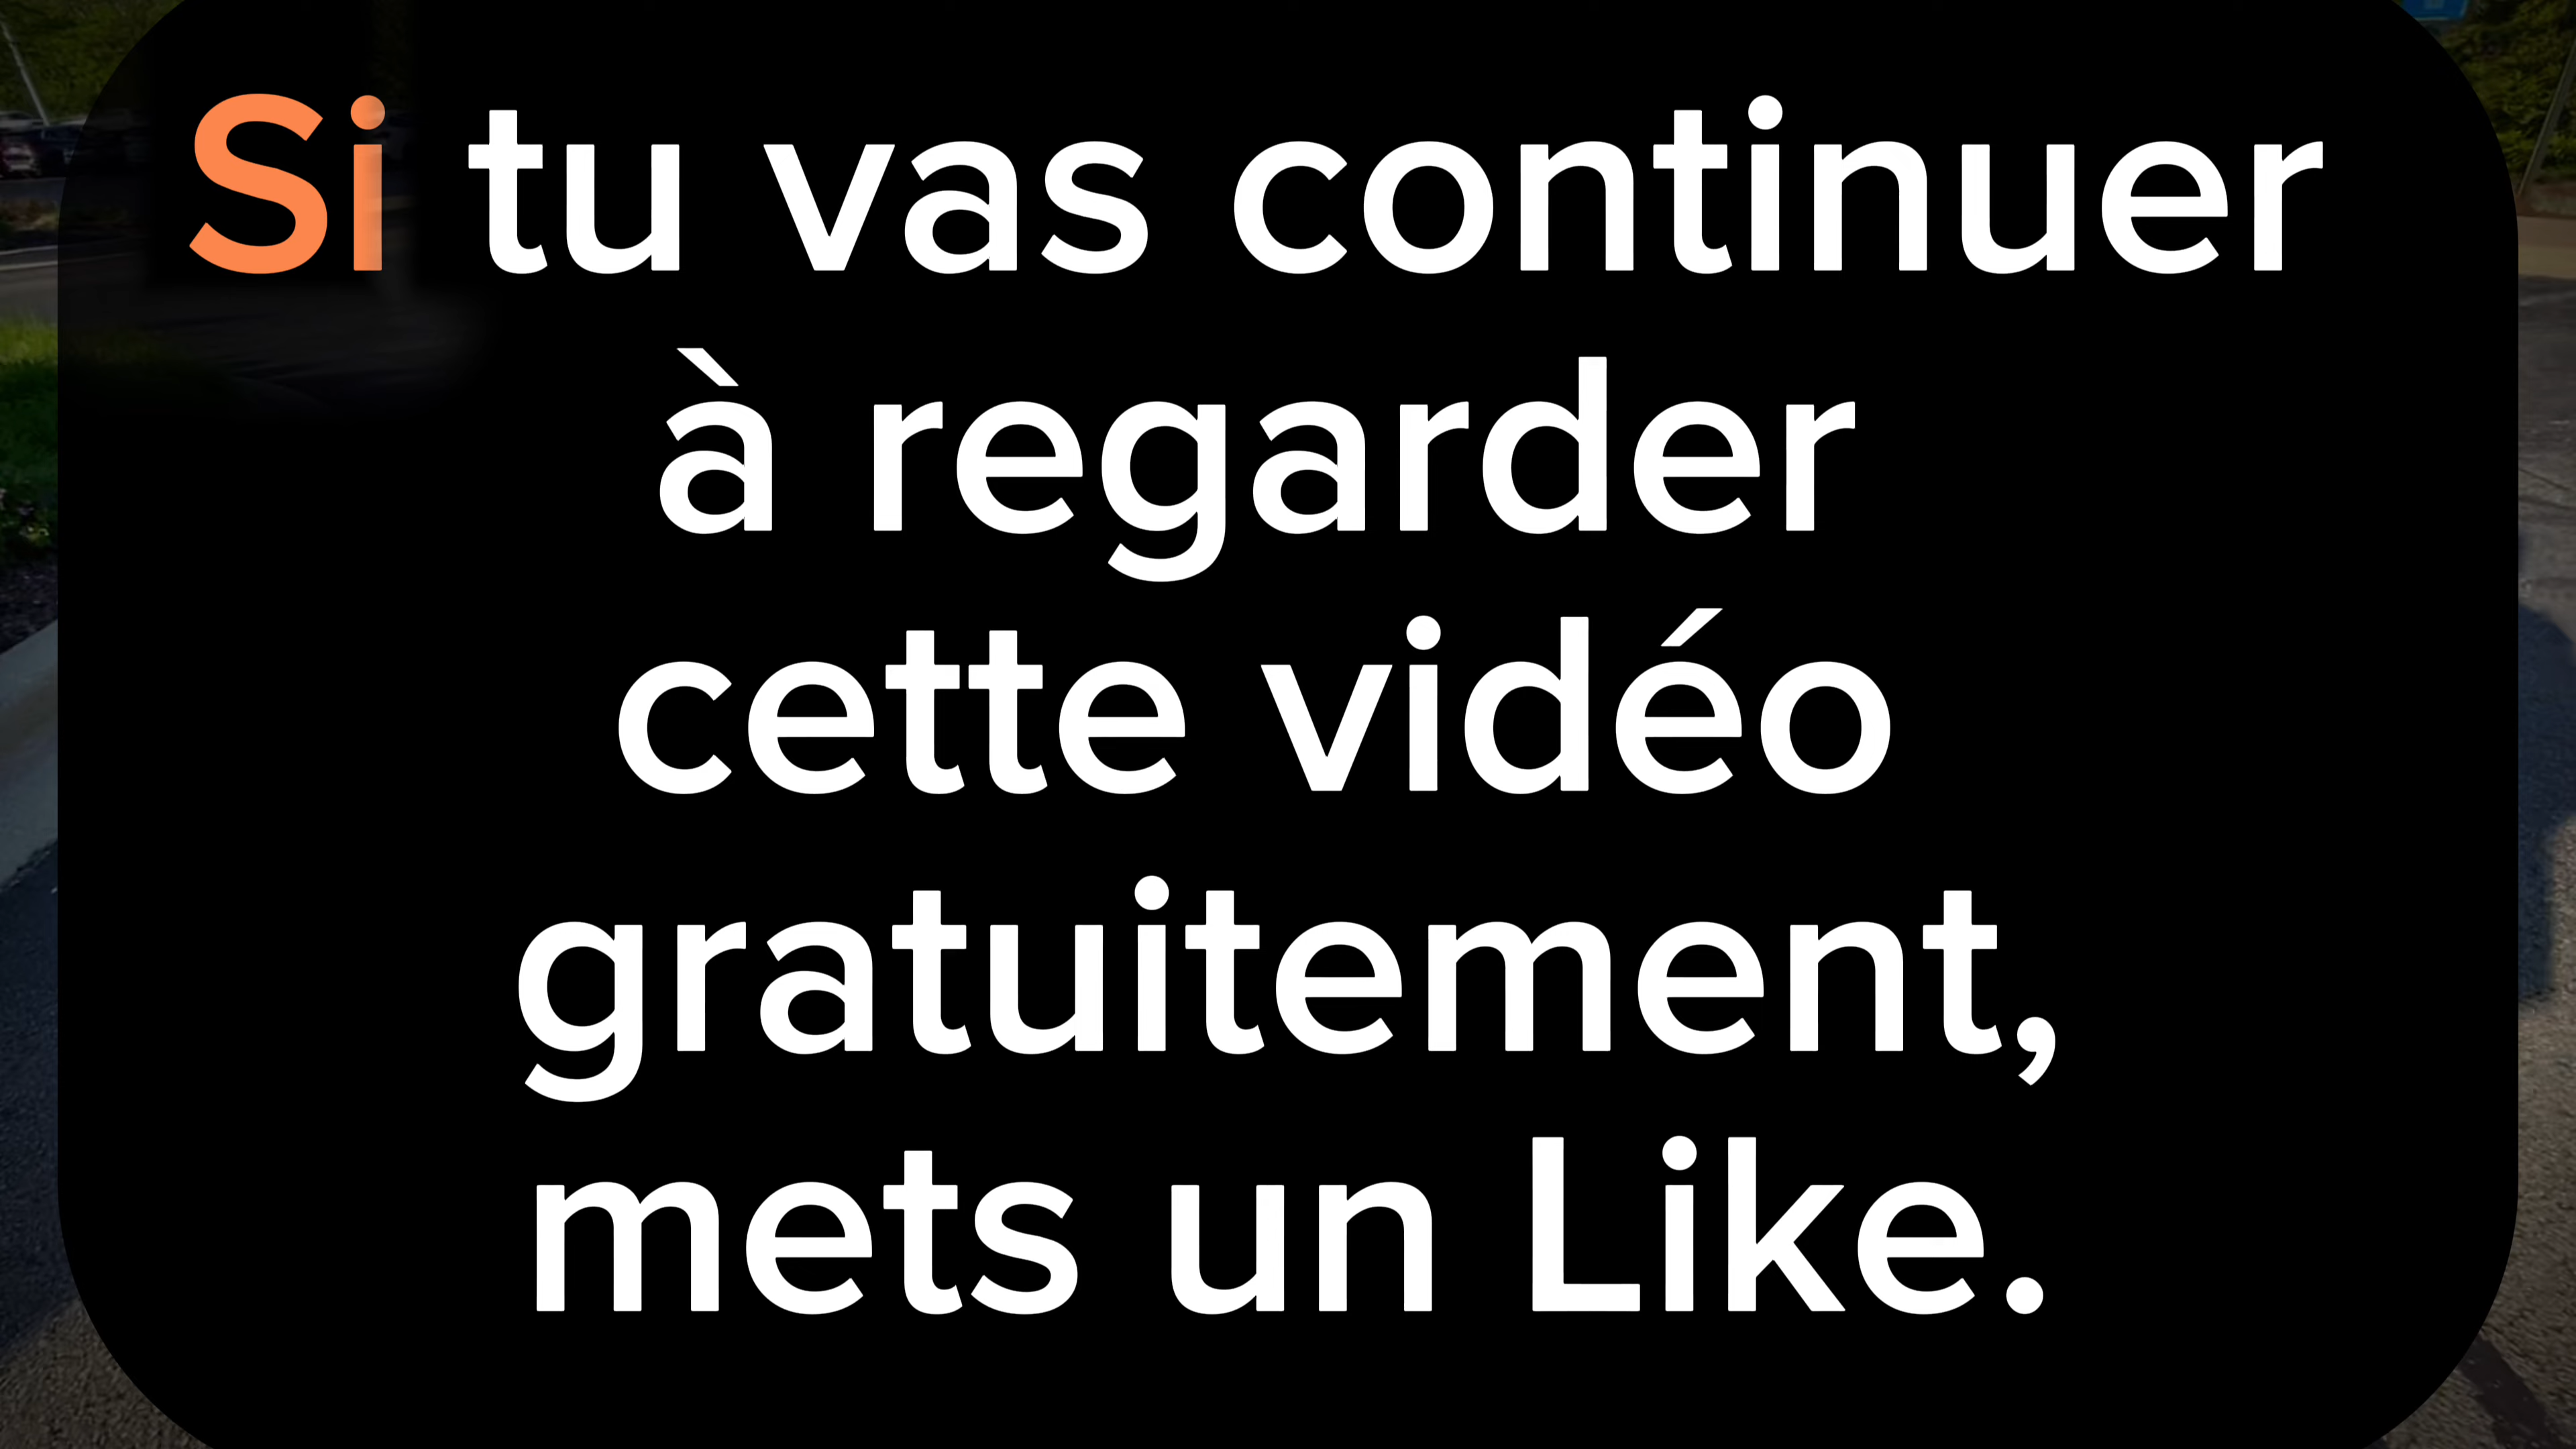 Si tu vas continuer
à regarder
cette vidéo
gratuitement,
mets un Like.